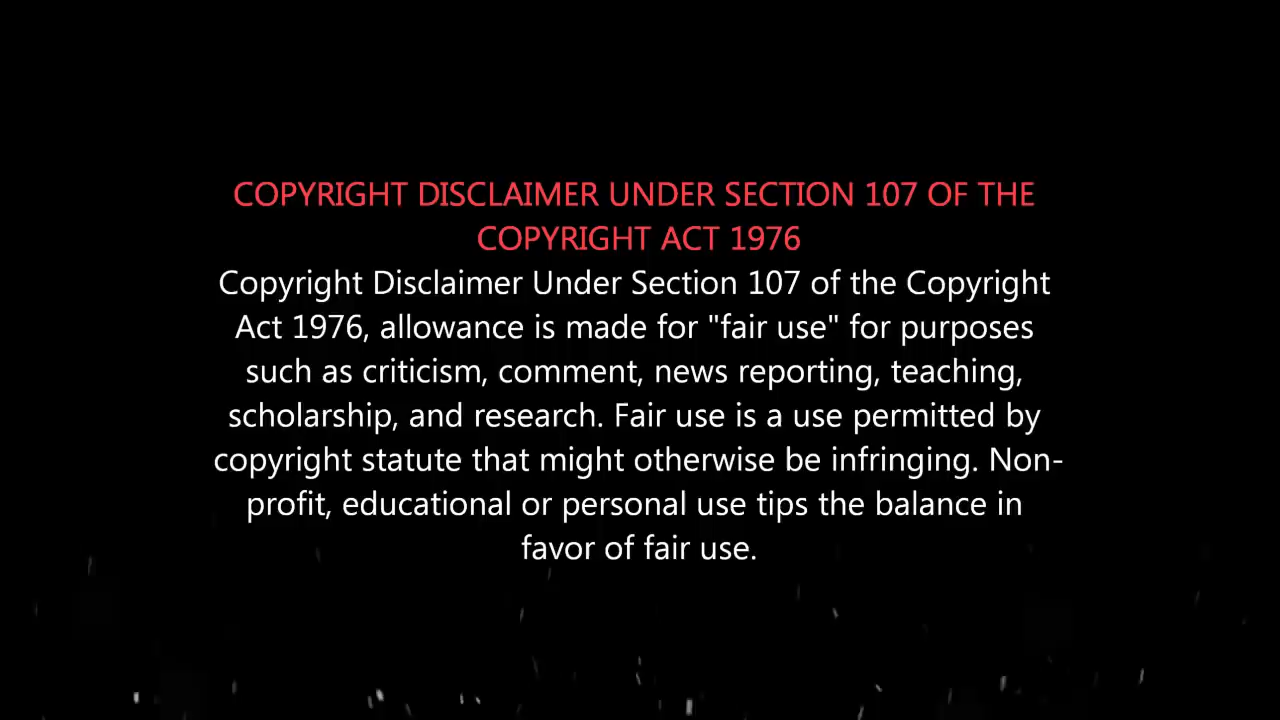 COPYRIGHT DISCLAIMER UNDER SECTION 107 OF THE
COPYRIGHT ACT 1976
Copyright Disclaimer Under Section 107 of the Copyright
Act 1976, allowance is made for "fair use" for purposes
such as criticism, comment, news reporting, teaching,
scholarship, and research. Fair use is a use permitted by
copyright statute that might otherwise be infringing. Non-
profit, educational or personal use tips the balance in
favor of fair use.